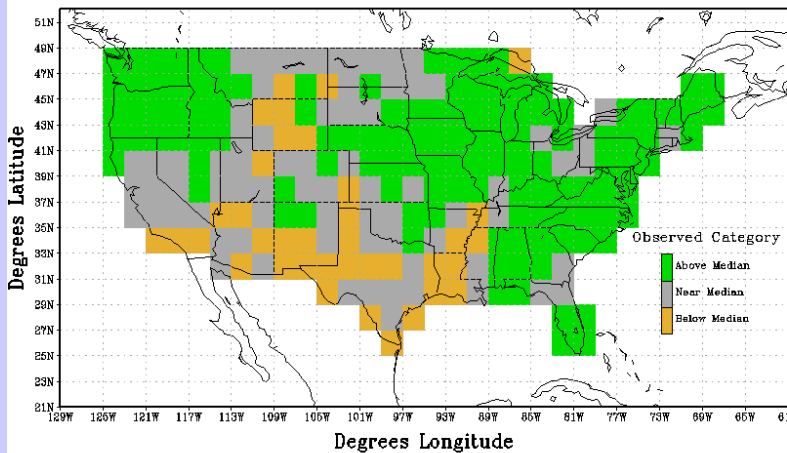 Degrees Latitude
51N
49N
47N
45N
43N
41N
39N
37N
35N
33N
31N
29N
27N
25N
23N
21N
Observed Category
Above Median
Near Median
Below Median
129W 125W 121W 117W 113W 109W 105W 101W 97W 93W 89W 85W 81W 77W 73W 69W 65W
Degrees Longitude